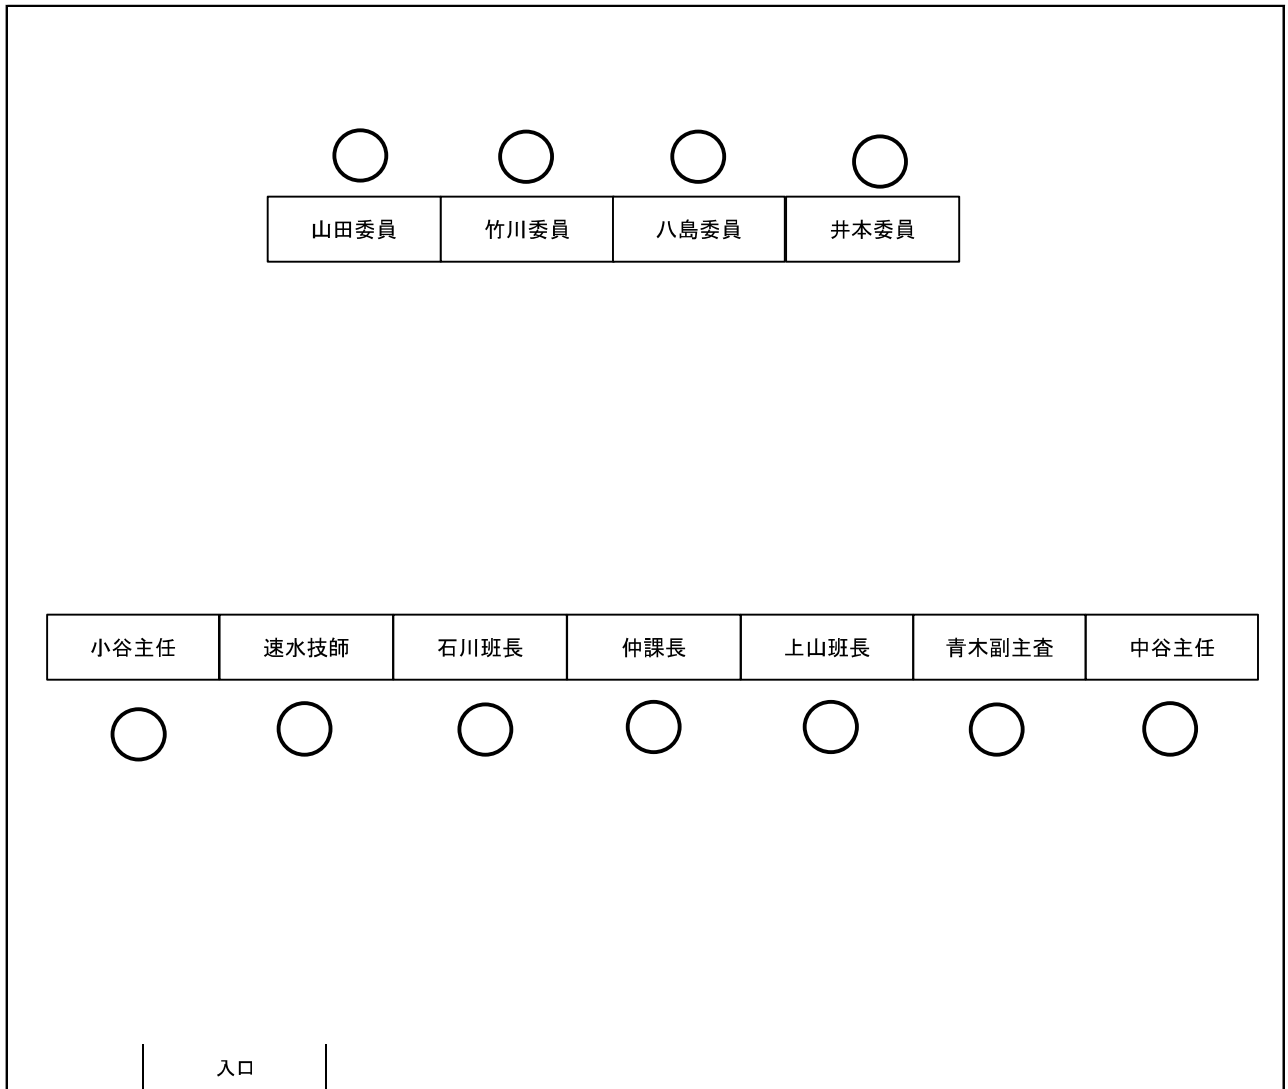 山田委員 竹川委員 八島委員 井本委員
小谷主任 速水技師 石川班長 仲課長 上山班長 青木副主査 中谷主任
入口